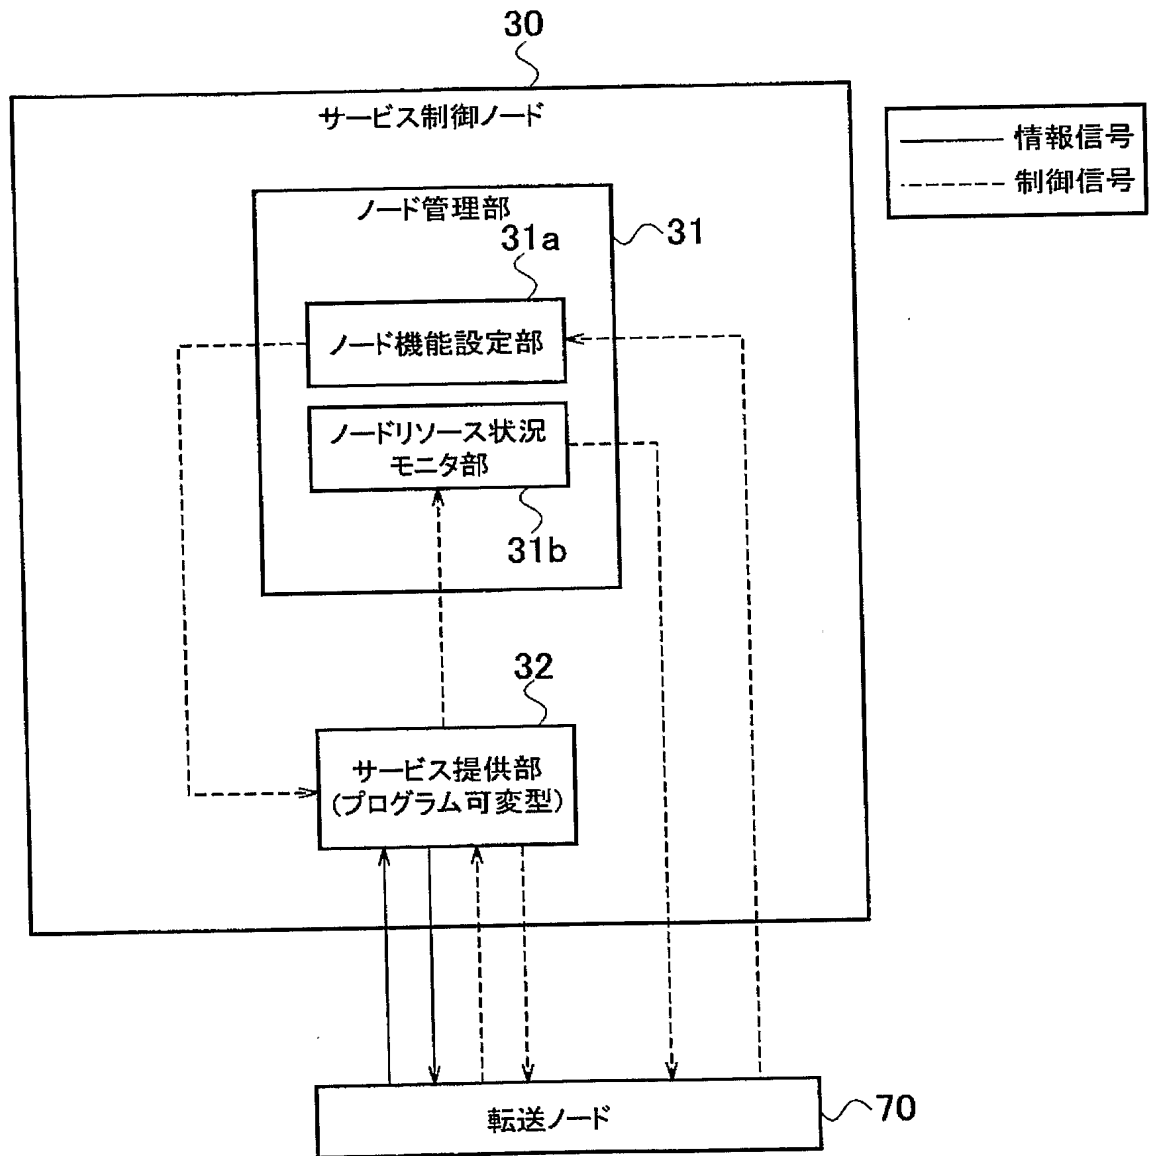 30
サービス制御ノード
情報信号
制御信号
ノード管理部
31
31a
ノード機能設定部
ノードリソース状況
モニタ部
31b
32
サービス提供部
(プログラム可変型)
転送ノード
70